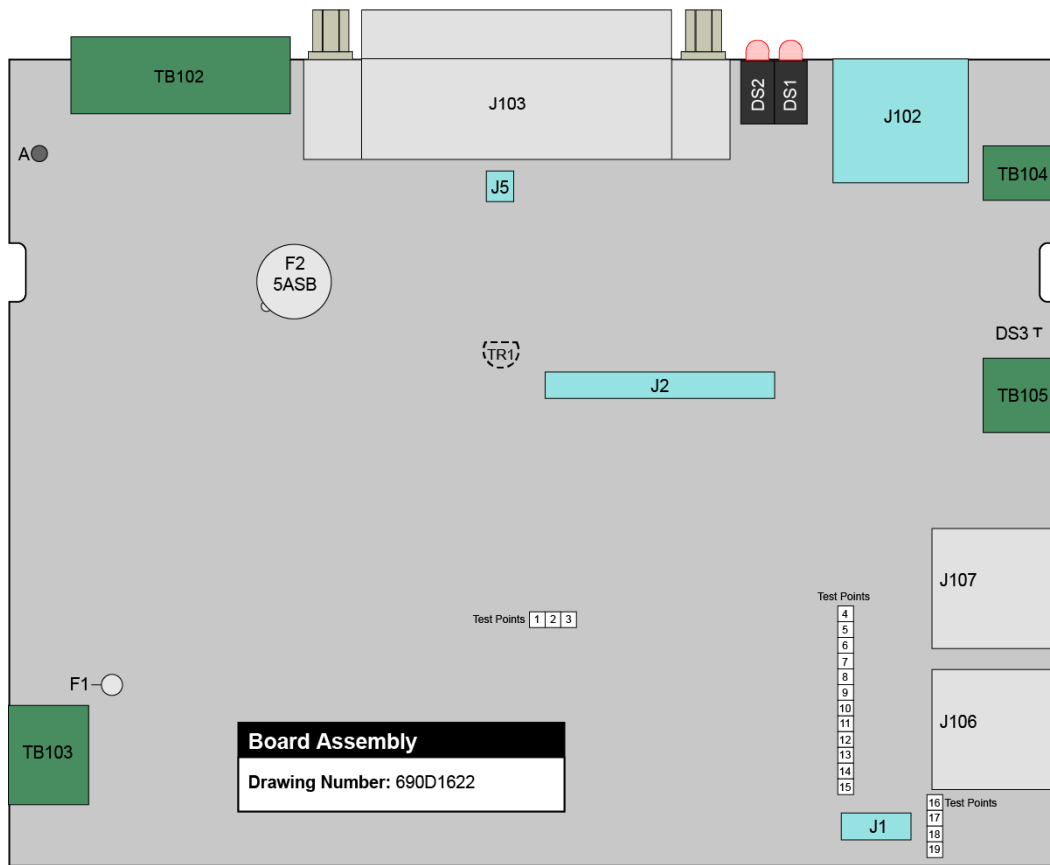 TB102
J103
DS2
DS1
J102
A
TB104
J5
F2
5ASB
DS3
TR1
J2
TB105
J107
Test Points
4
5
6
7
8
9
10
11
12
13
14
15
Test Points 1 2 3
F1
J106
TB103
Board Assembly
Drawing Number: 690D1622
16 Test Points
17
18
19
J1